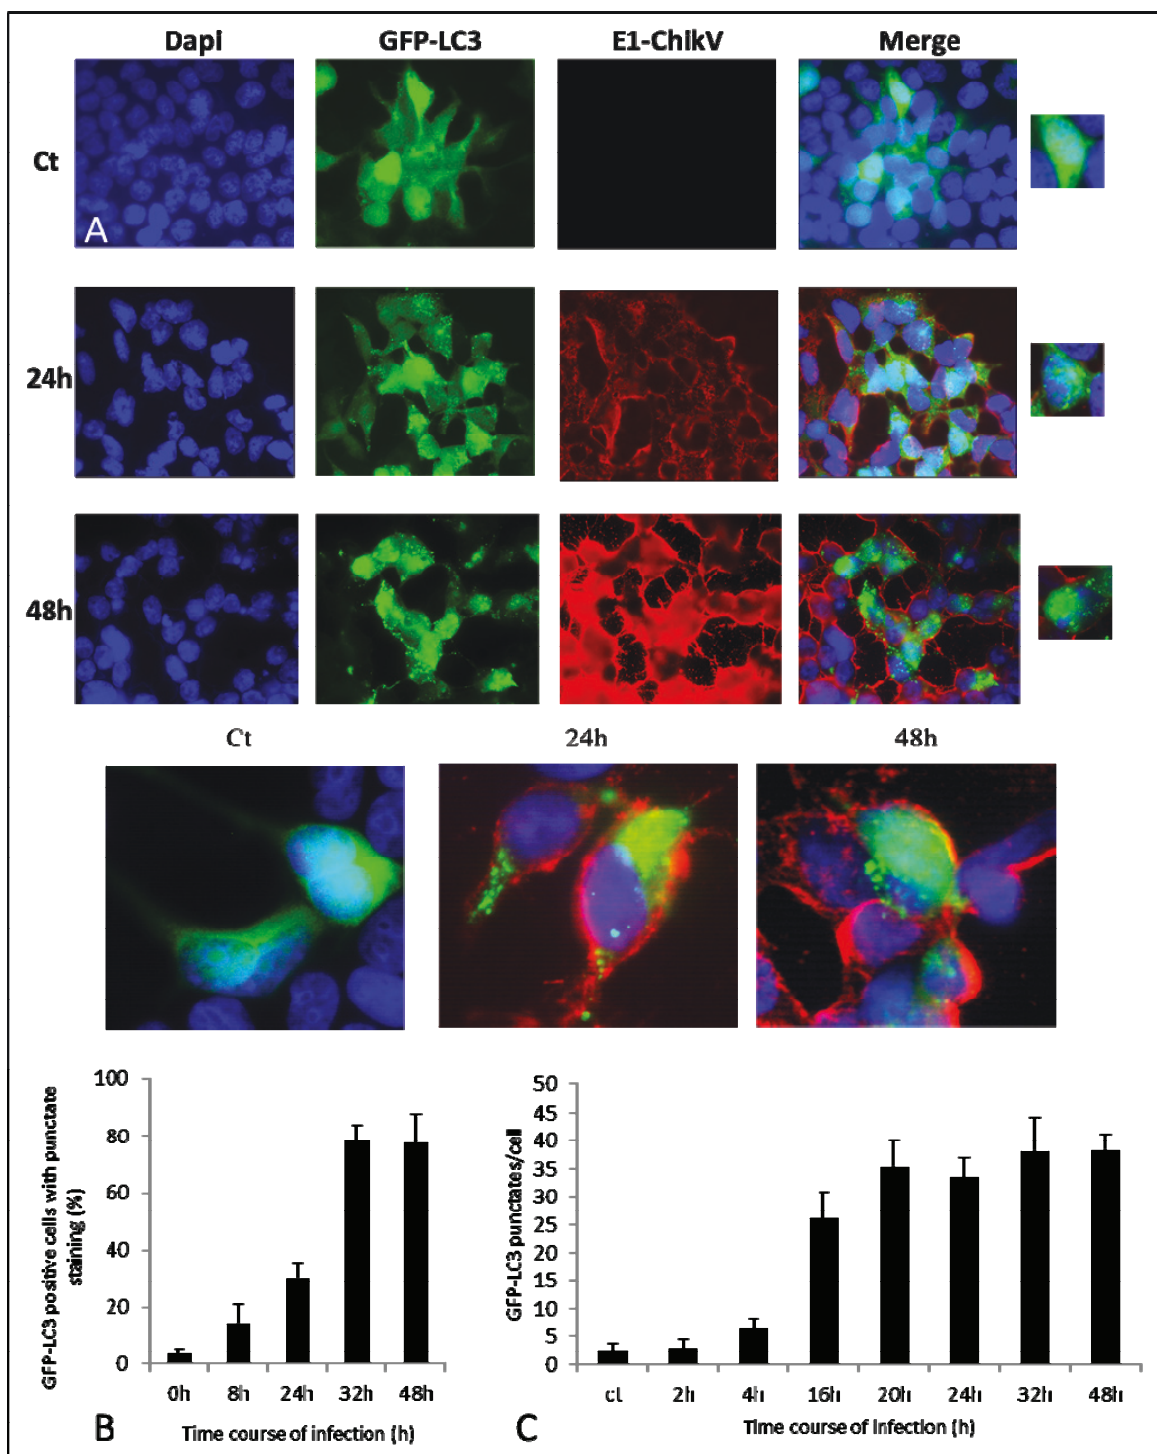 Dapi GFP-LC3 E1-ChikV Merge
Ct
A
24h
48h
Ct 24h 48h
GFP-LC3 positive cells with punctate
staining (%)
100
80
60
40
20
0
0h 8h 24h 32h 48h
Time course of infection (h)
B
GFP-LC3 punctates/cell
50
45
40
35
30
25
20
15
10
5
0
ct 2h 4h 16h 20h 24h 32h 48h
Time course of infection (h)
C